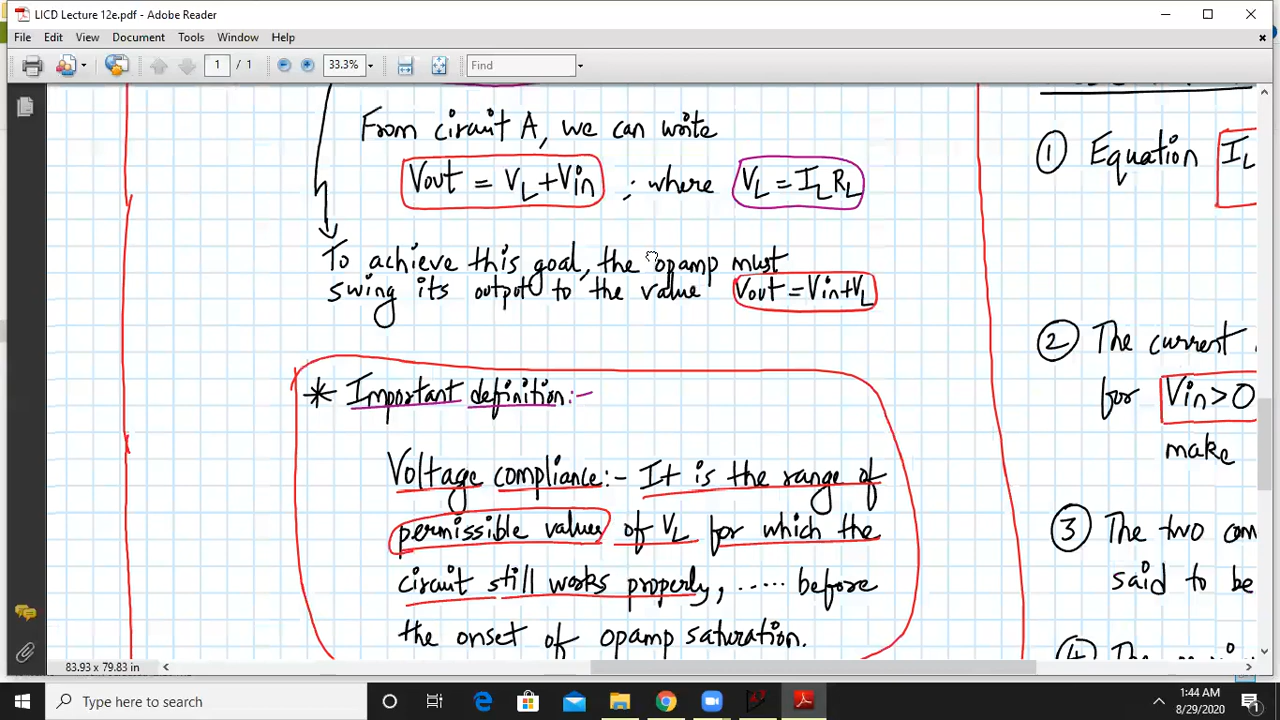 LICD Lecture 12e.pdf - Adobe Reader
File Edit View Document Tools Window Help
1 / 1 33.3% Find
From ciruit A, we can write
Vout = VL+Vin ; where VL = ILRL
To achieve this goal, the opamp must
swing its output to the value Vout = Vin+VL
* Important definition:-
Voltage compliance:- It is the range of
permissible values of VL for which the
ciruit still works properly, ..... before
the onset of opamp saturation.
① Equation IL
② The current
for Vin>0
make
③ The two com
said to be
④ The
83.93 x 79.83 in
Type here to search
1:44 AM
8/29/2020